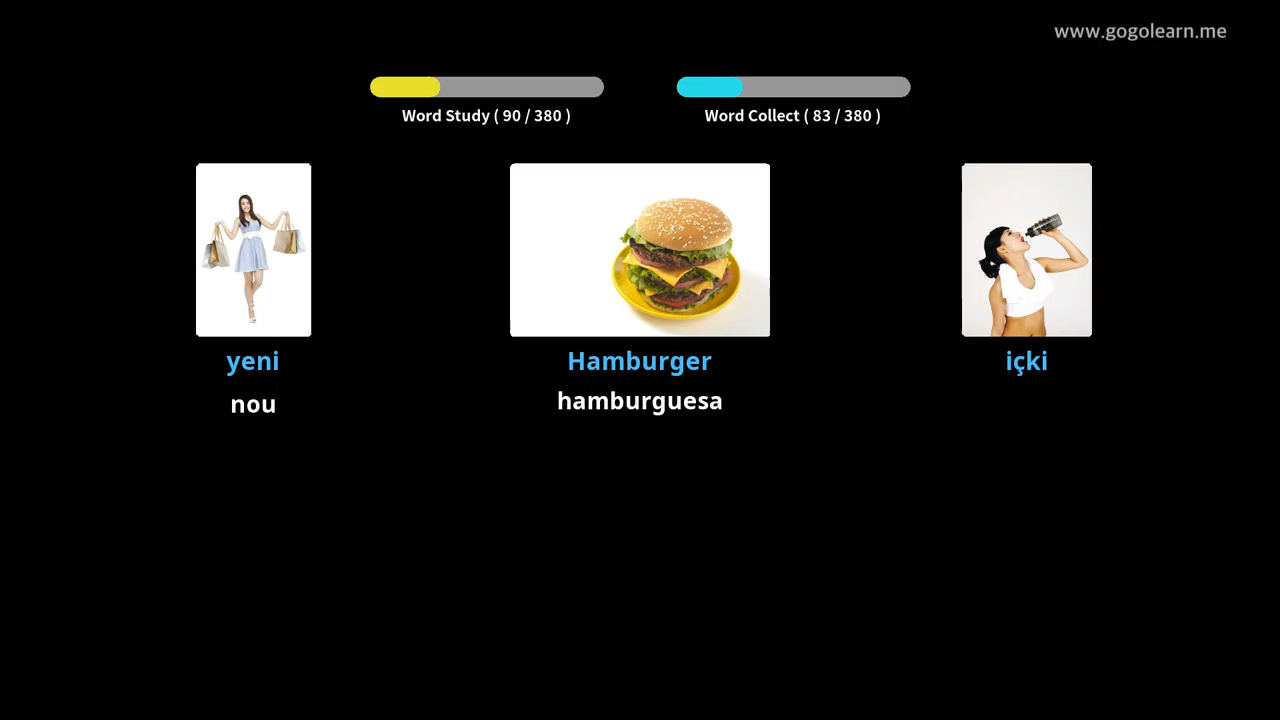 www.gogolearn.me
Word Study ( 90 / 380 )
Word Collect ( 83 / 380 )
yeni
Hamburger
içki
nou
hamburguesa